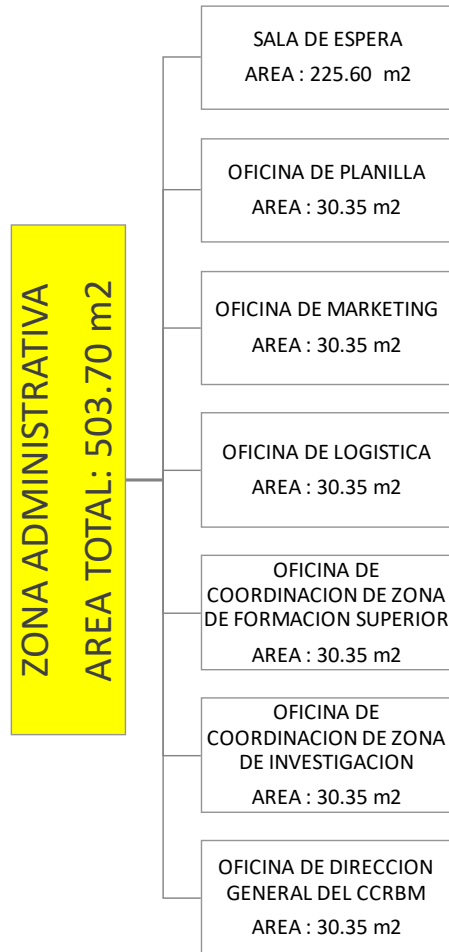 ZONA ADMINISTRATIVA
AREA TOTAL: 503.70 m2
SALA DE ESPERA
AREA : 225.60 m2
OFICINA DE PLANILLA
AREA : 30.35 m2
OFICINA DE MARKETING
AREA : 30.35 m2
OFICINA DE LOGISTICA
AREA : 30.35 m2
OFICINA DE
COORDINACION DE ZONA
DE FORMACION SUPERIOR
AREA : 30.35 m2
OFICINA DE
COORDINACION DE ZONA
DE INVESTIGACION
AREA : 30.35 m2
OFICINA DE DIRECCION
GENERAL DEL CCRBM
AREA : 30.35 m2